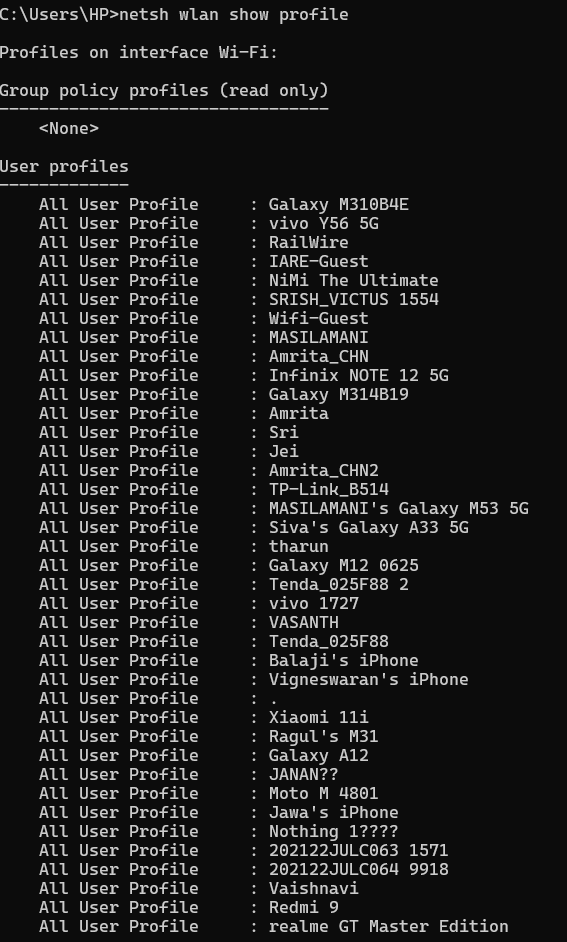 C:\Users\HP>netsh wlan show profile
Profiles on interface Wi-Fi:
Group policy profiles (read only)
---------------------------------
<None>
User profiles
-------------
All User Profile     : Galaxy M310B4E
All User Profile     : vivo Y56 5G
All User Profile     : RailWire
All User Profile     : IARE-Guest
All User Profile     : NiMi The Ultimate
All User Profile     : SRISH_VICTUS 1554
All User Profile     : Wifi-Guest
All User Profile     : MASILAMANI
All User Profile     : Amrita_CHN
All User Profile     : Infinix NOTE 12 5G
All User Profile     : Galaxy M314B19
All User Profile     : Amrita
All User Profile     : Sri
All User Profile     : Jei
All User Profile     : Amrita_CHN2
All User Profile     : TP-Link_B514
All User Profile     : MASILAMANI's Galaxy M53 5G
All User Profile     : Siva's Galaxy A33 5G
All User Profile     : tharun
All User Profile     : Galaxy M12 0625
All User Profile     : Tenda_025F88 2
All User Profile     : vivo 1727
All User Profile     : VASANTH
All User Profile     : Tenda_025F88
All User Profile     : Balaji's iPhone
All User Profile     : Vigneswaran's iPhone
All User Profile     : .
All User Profile     : Xiaomi 11i
All User Profile     : Ragul's M31
All User Profile     : Galaxy A12
All User Profile     : JANAN??
All User Profile     : Moto M 4801
All User Profile     : Jawa's iPhone
All User Profile     : Nothing 1????
All User Profile     : 202122JULC063 1571
All User Profile     : 202122JULC064 9918
All User Profile     : Vaishnavi
All User Profile     : Redmi 9
All User Profile     : realme GT Master Edition